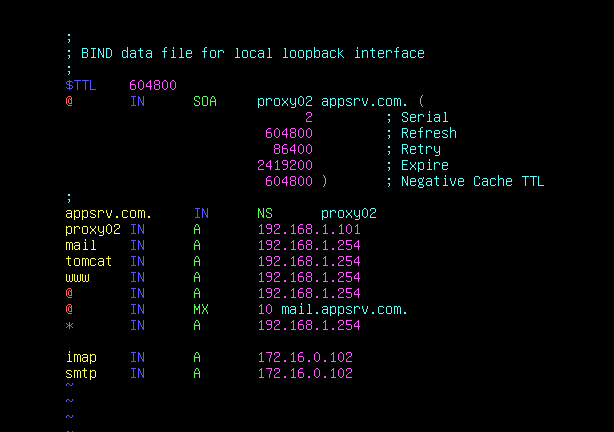 ;
; BIND data file for local loopback interface
;
$TTL    604800
@       IN      SOA     proxy02 appsrv.com. (
                              2         ; Serial
                         604800         ; Refresh
                          86400         ; Retry
                        2419200         ; Expire
                         604800 )       ; Negative Cache TTL
;
appsrv.com.     IN      NS      proxy02
proxy02 IN      A       192.168.1.101
mail    IN      A       192.168.1.254
tomcat  IN      A       192.168.1.254
www     IN      A       192.168.1.254
@       IN      A       192.168.1.254
@       IN      MX      10 mail.appsrv.com.
*       IN      A       192.168.1.254

imap    IN      A       172.16.0.102
smtp    IN      A       172.16.0.102
~
~
~
~